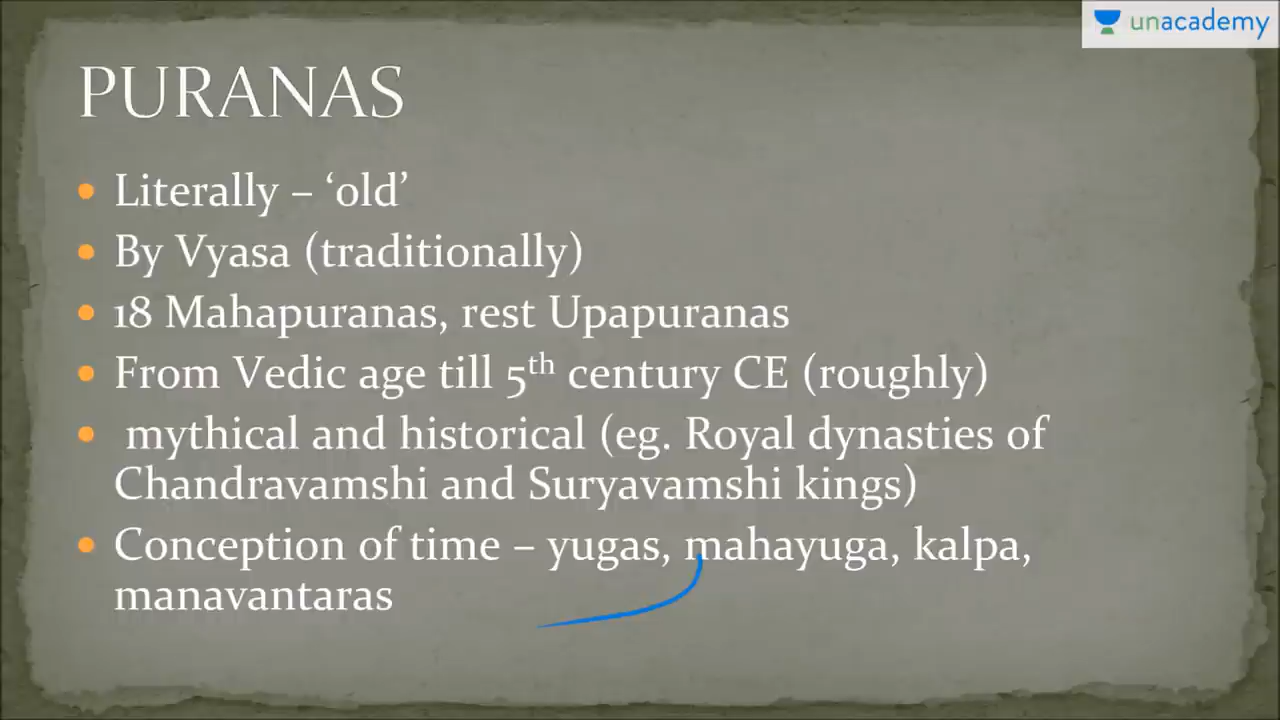 unacademy
PURANAS
• Literally – ‘old’
• By Vyasa (traditionally)
• 18 Mahapuranas, rest Upapuranas
• From Vedic age till 5th century CE (roughly)
• mythical and historical (eg. Royal dynasties of
Chandravamshi and Suryavamshi kings)
• Conception of time – yugas, mahayuga, kalpa,
manavantaras